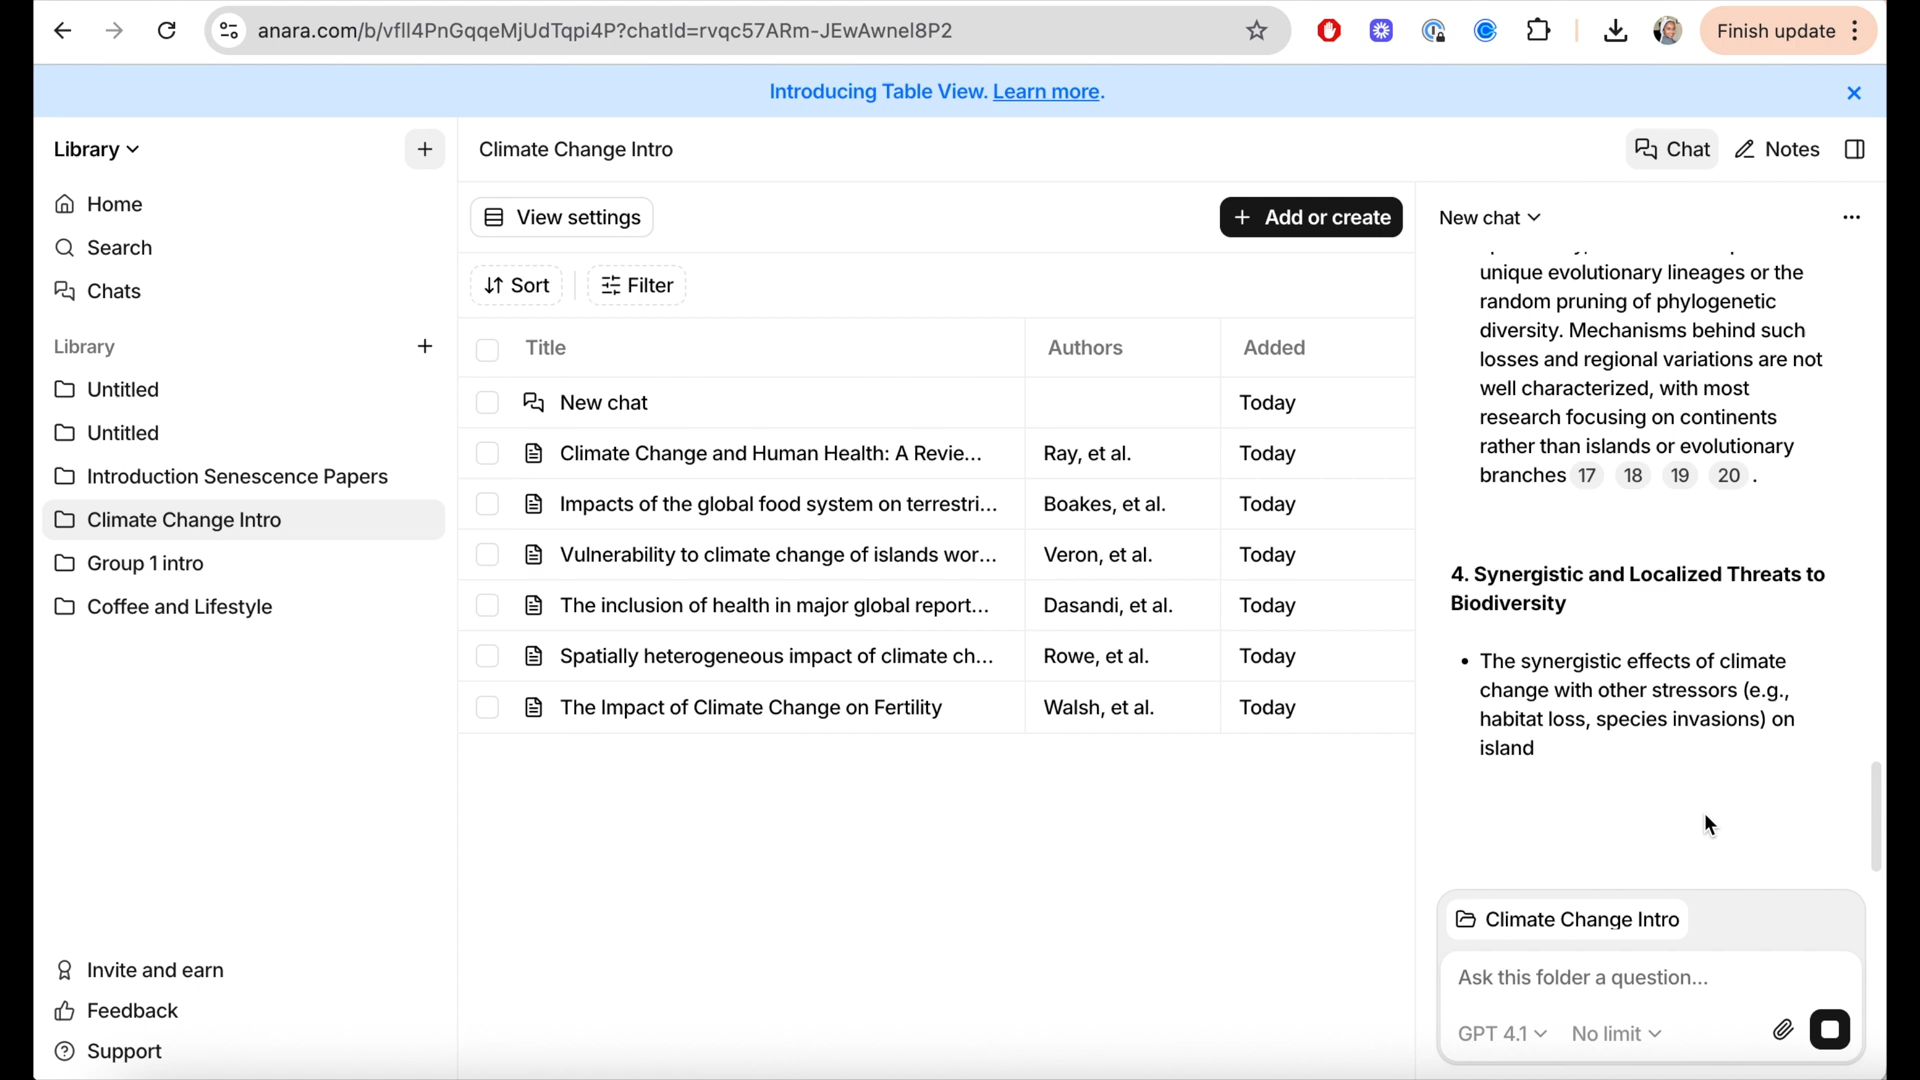 anara.com/b/vfIl4PnGqqeMjUdTqpi4P?chatId=rvqc57ARm-JEwAwnel8P2
Finish update
Introducing Table View. Learn more.
Library
Climate Change Intro
Chat
Notes
Home
Search
Chats
Library
Untitled
Untitled
Introduction Senescence Papers
Climate Change Intro
Group 1 intro
Coffee and Lifestyle
Invite and earn
Feedback
Support
View settings
Add or create
Sort
Filter
Title Authors Added
New chat Today
Climate Change and Human Health: A Revie... Ray, et al. Today
Impacts of the global food system on terrestri... Boakes, et al. Today
Vulnerability to climate change of islands wor... Veron, et al. Today
The inclusion of health in major global report... Dasandi, et al. Today
Spatially heterogeneous impact of climate ch... Rowe, et al. Today
The Impact of Climate Change on Fertility Walsh, et al. Today
New chat
unique evolutionary lineages or the
random pruning of phylogenetic
diversity. Mechanisms behind such
losses and regional variations are not
well characterized, with most
research focusing on continents
rather than islands or evolutionary
branches 17 18 19 20 .
4. Synergistic and Localized Threats to
Biodiversity
• The synergistic effects of climate
change with other stressors (e.g.,
habitat loss, species invasions) on
island
Climate Change Intro
Ask this folder a question...
GPT 4.1 No limit